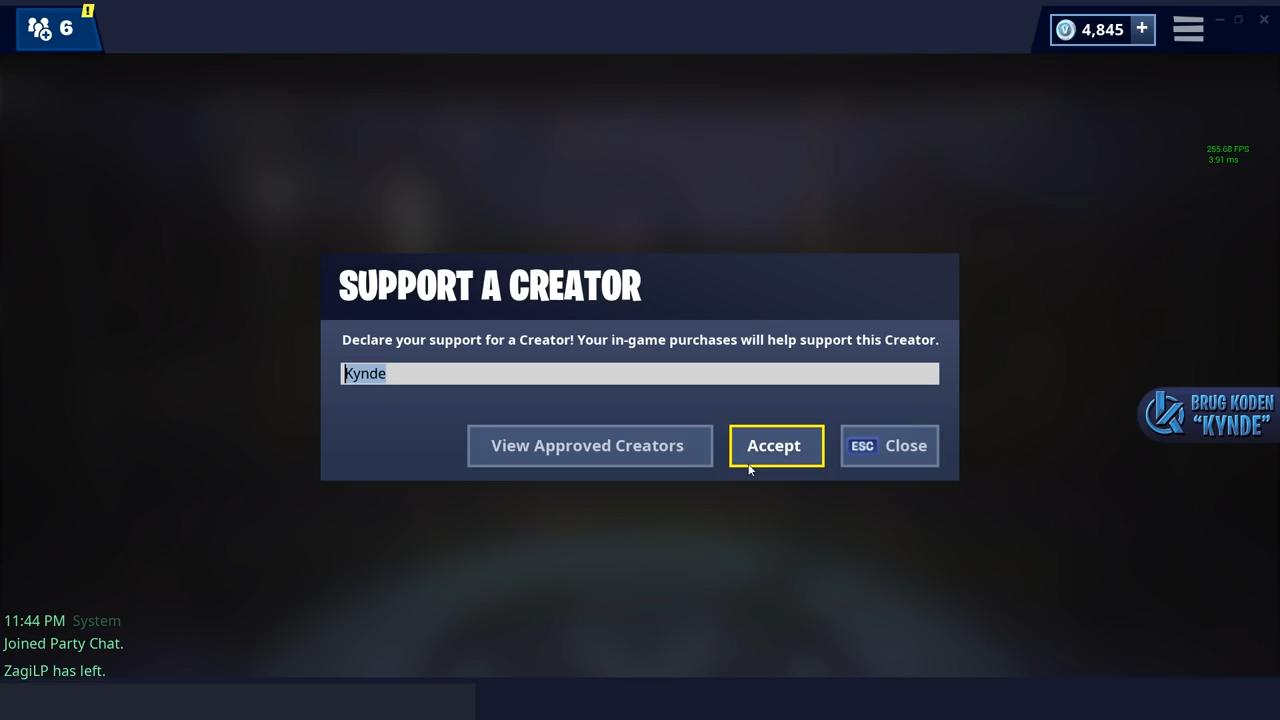 !
6
4,845 +
255.68 FPS
3.91 ms
SUPPORT A CREATOR
Declare your support for a Creator! Your in-game purchases will help support this Creator.
Kynde
View Approved Creators
Accept
ESC Close
BRUG KODEN
"KYNDE"
11:44 PM System
Joined Party Chat.
ZagiLP has left.